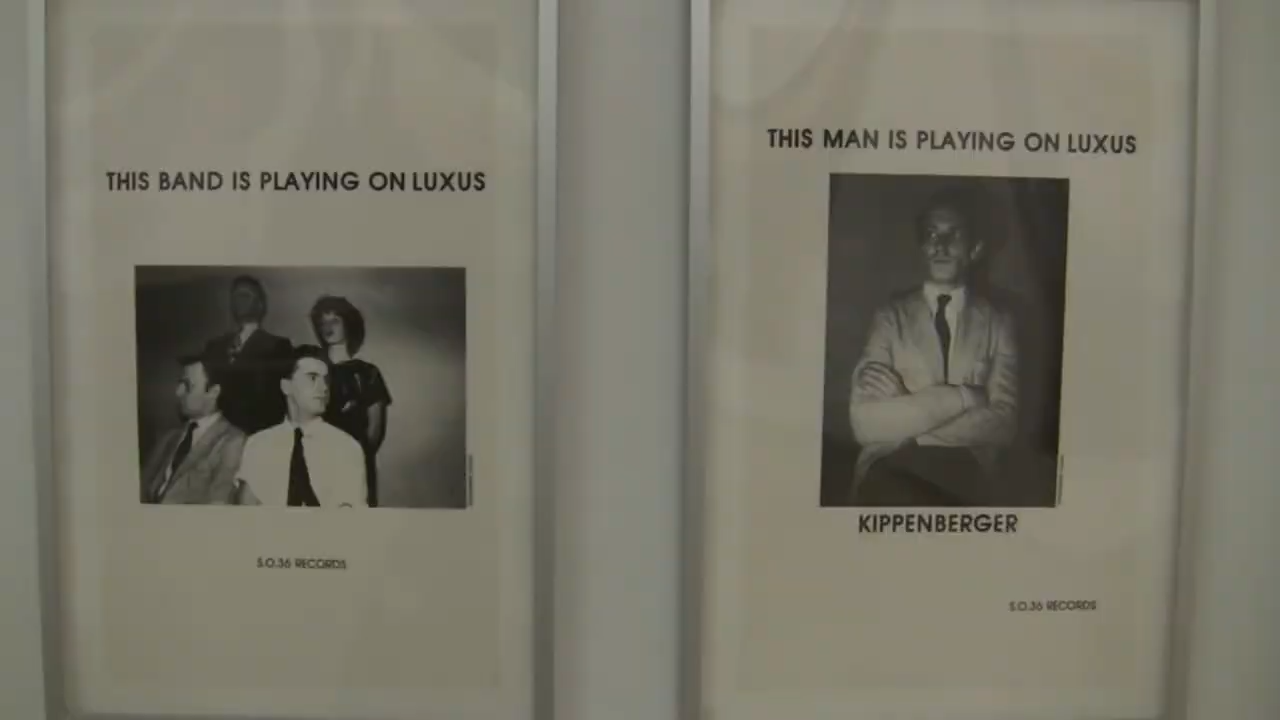 THIS BAND IS PLAYING ON LUXUS
S.O.36 RECORDS
THIS MAN IS PLAYING ON LUXUS
KIPPENBERGER
S.O.36 RECORDS